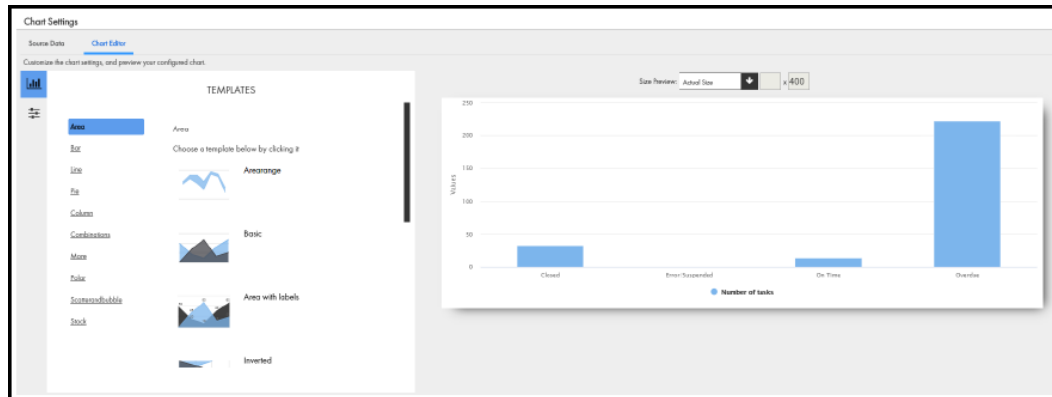 Chart Settings
Source Data
Chart Editor
Customize the chart settings, and preview your configured chart.
TEMPLATES
Area
Bar
Line
Pie
Column
Combinations
More
Polar
Scatterandbubble
Stock
Area
Choose a template below by clicking it
Arearange
Basic
Area with labels
Inverted
Size Preview: Actual Size x 400
250
200
150
100
50
0
Values
Closed
Error/Suspended
On Time
Overdue
Number of tasks